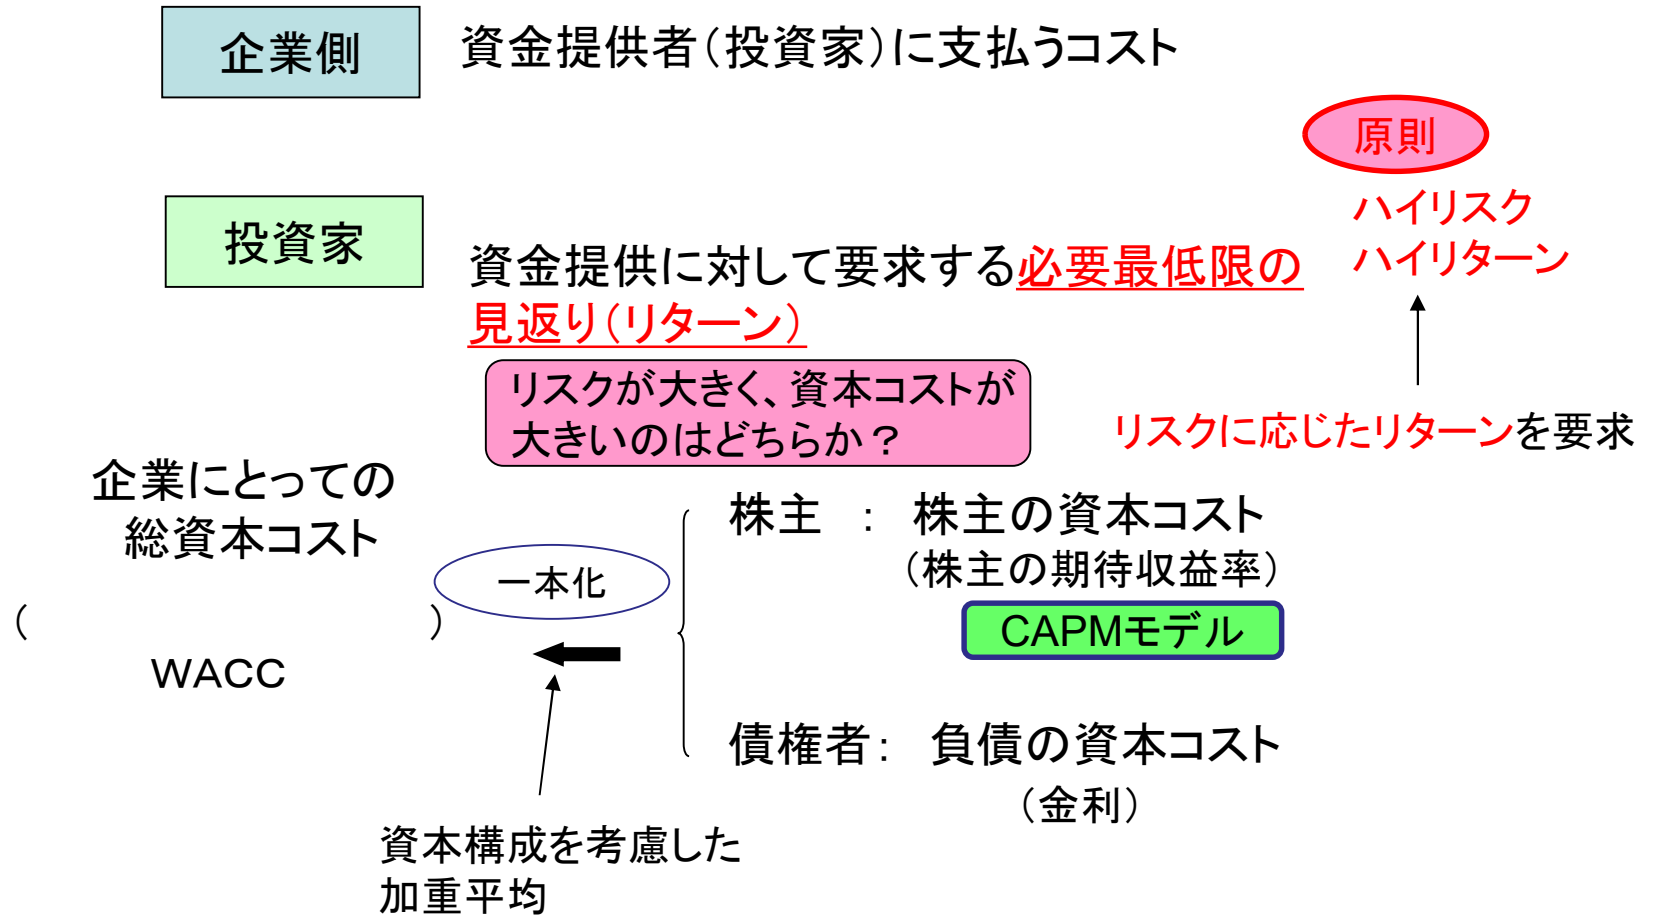 企業側
資金提供者（投資家）に支払うコスト
原則
ハイリスク
ハイリターン
投資家
資金提供に対して要求する必要最低限の
見返り（リターン）
リスクが大きく、資本コストが
大きいのはどちらか？
リスクに応じたリターンを要求
企業にとっての
総資本コスト
（　　　　　　　　　）
WACC
一本化
株主　：　株主の資本コスト
（株主の期待収益率）
CAPMモデル
債権者：　負債の資本コスト
（金利）
資本構成を考慮した
加重平均